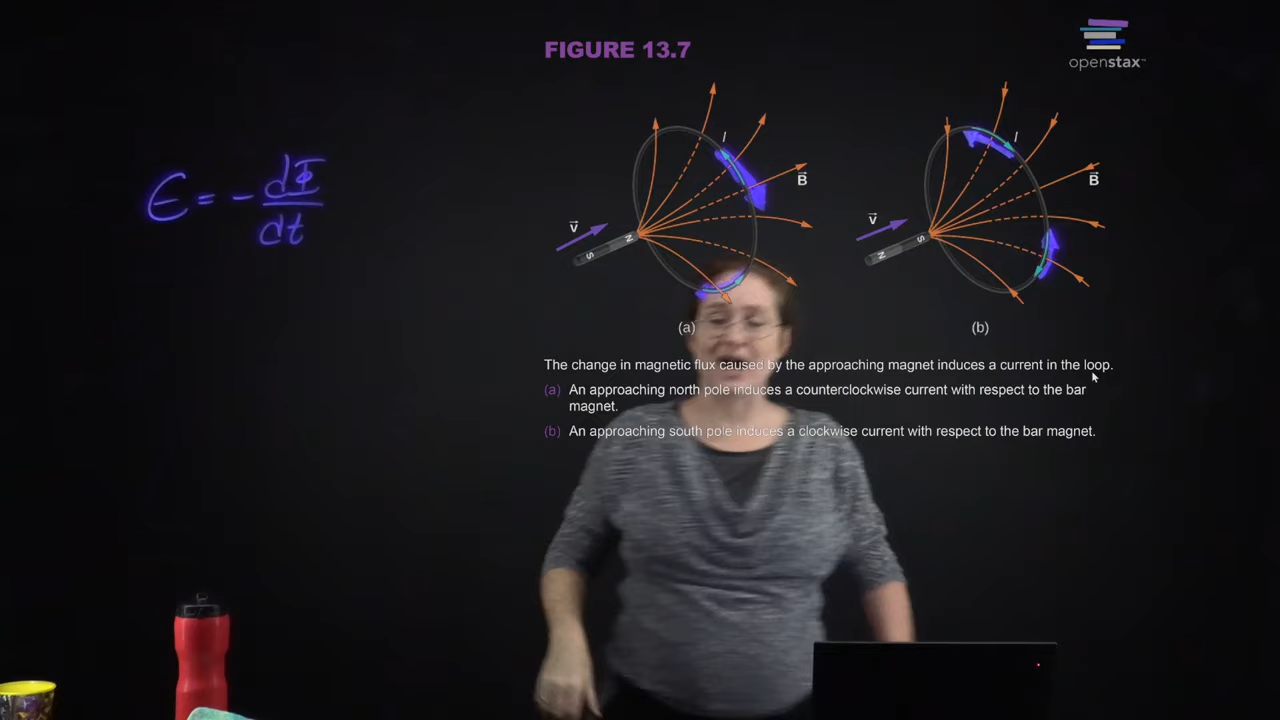 FIGURE 13.7
openstax™
ϵ = - dΦ/dt
I
B⃗
v⃗
N
S
(a)
I
B⃗
v⃗
S
N
(b)
The change in magnetic flux caused by the approaching magnet induces a current in the loop.
(a) An approaching north pole induces a counterclockwise current with respect to the bar
magnet.
(b) An approaching south pole induces a clockwise current with respect to the bar magnet.